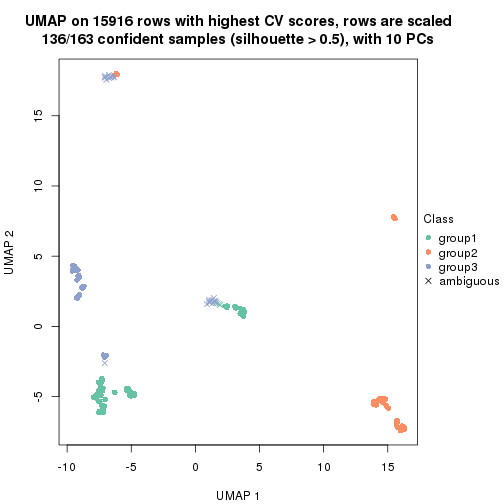 UMAP on 15916 rows with highest CV scores, rows are scaled
136/163 confident samples (silhouette > 0.5), with 10 PCs
15
10
5
0
-5
UMAP 2
-10
-5
0
5
10
15
UMAP 1
Class
group1
group2
group3
ambiguous